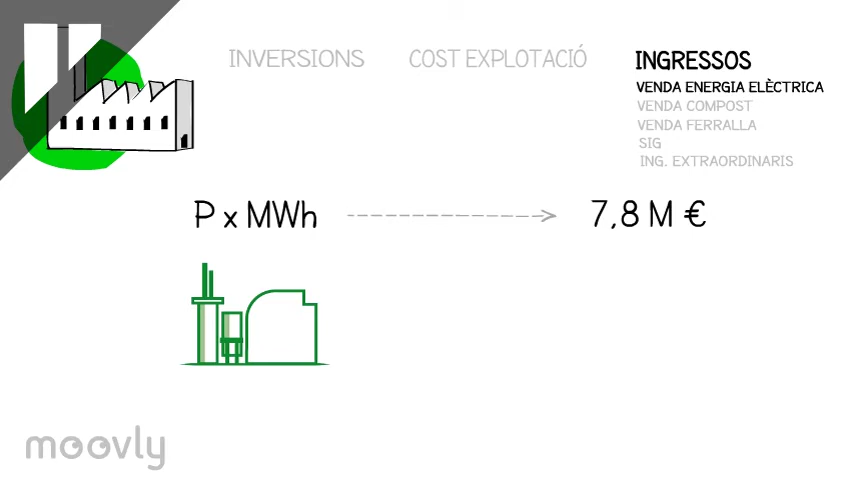 INVERSIONS
COST EXPLOTACIÓ
INGRESSOS
VENDA ENERGIA ELÈCTRICA
VENDA COMPOST
VENDA FERRALLA
SIG
ING. EXTRAORDINARIS
P x MWh
7,8 M €
moovly